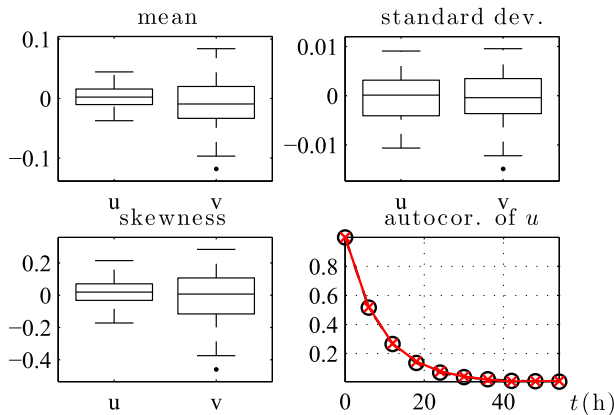 mean
0.1
0
−0.1
u v
standard dev.
0.01
0
−0.01
u v
skewness
0.2
0
−0.2
−0.4
u v
autocor. of u
0.8
0.6
0.4
0.2
0 20 40 t(h)